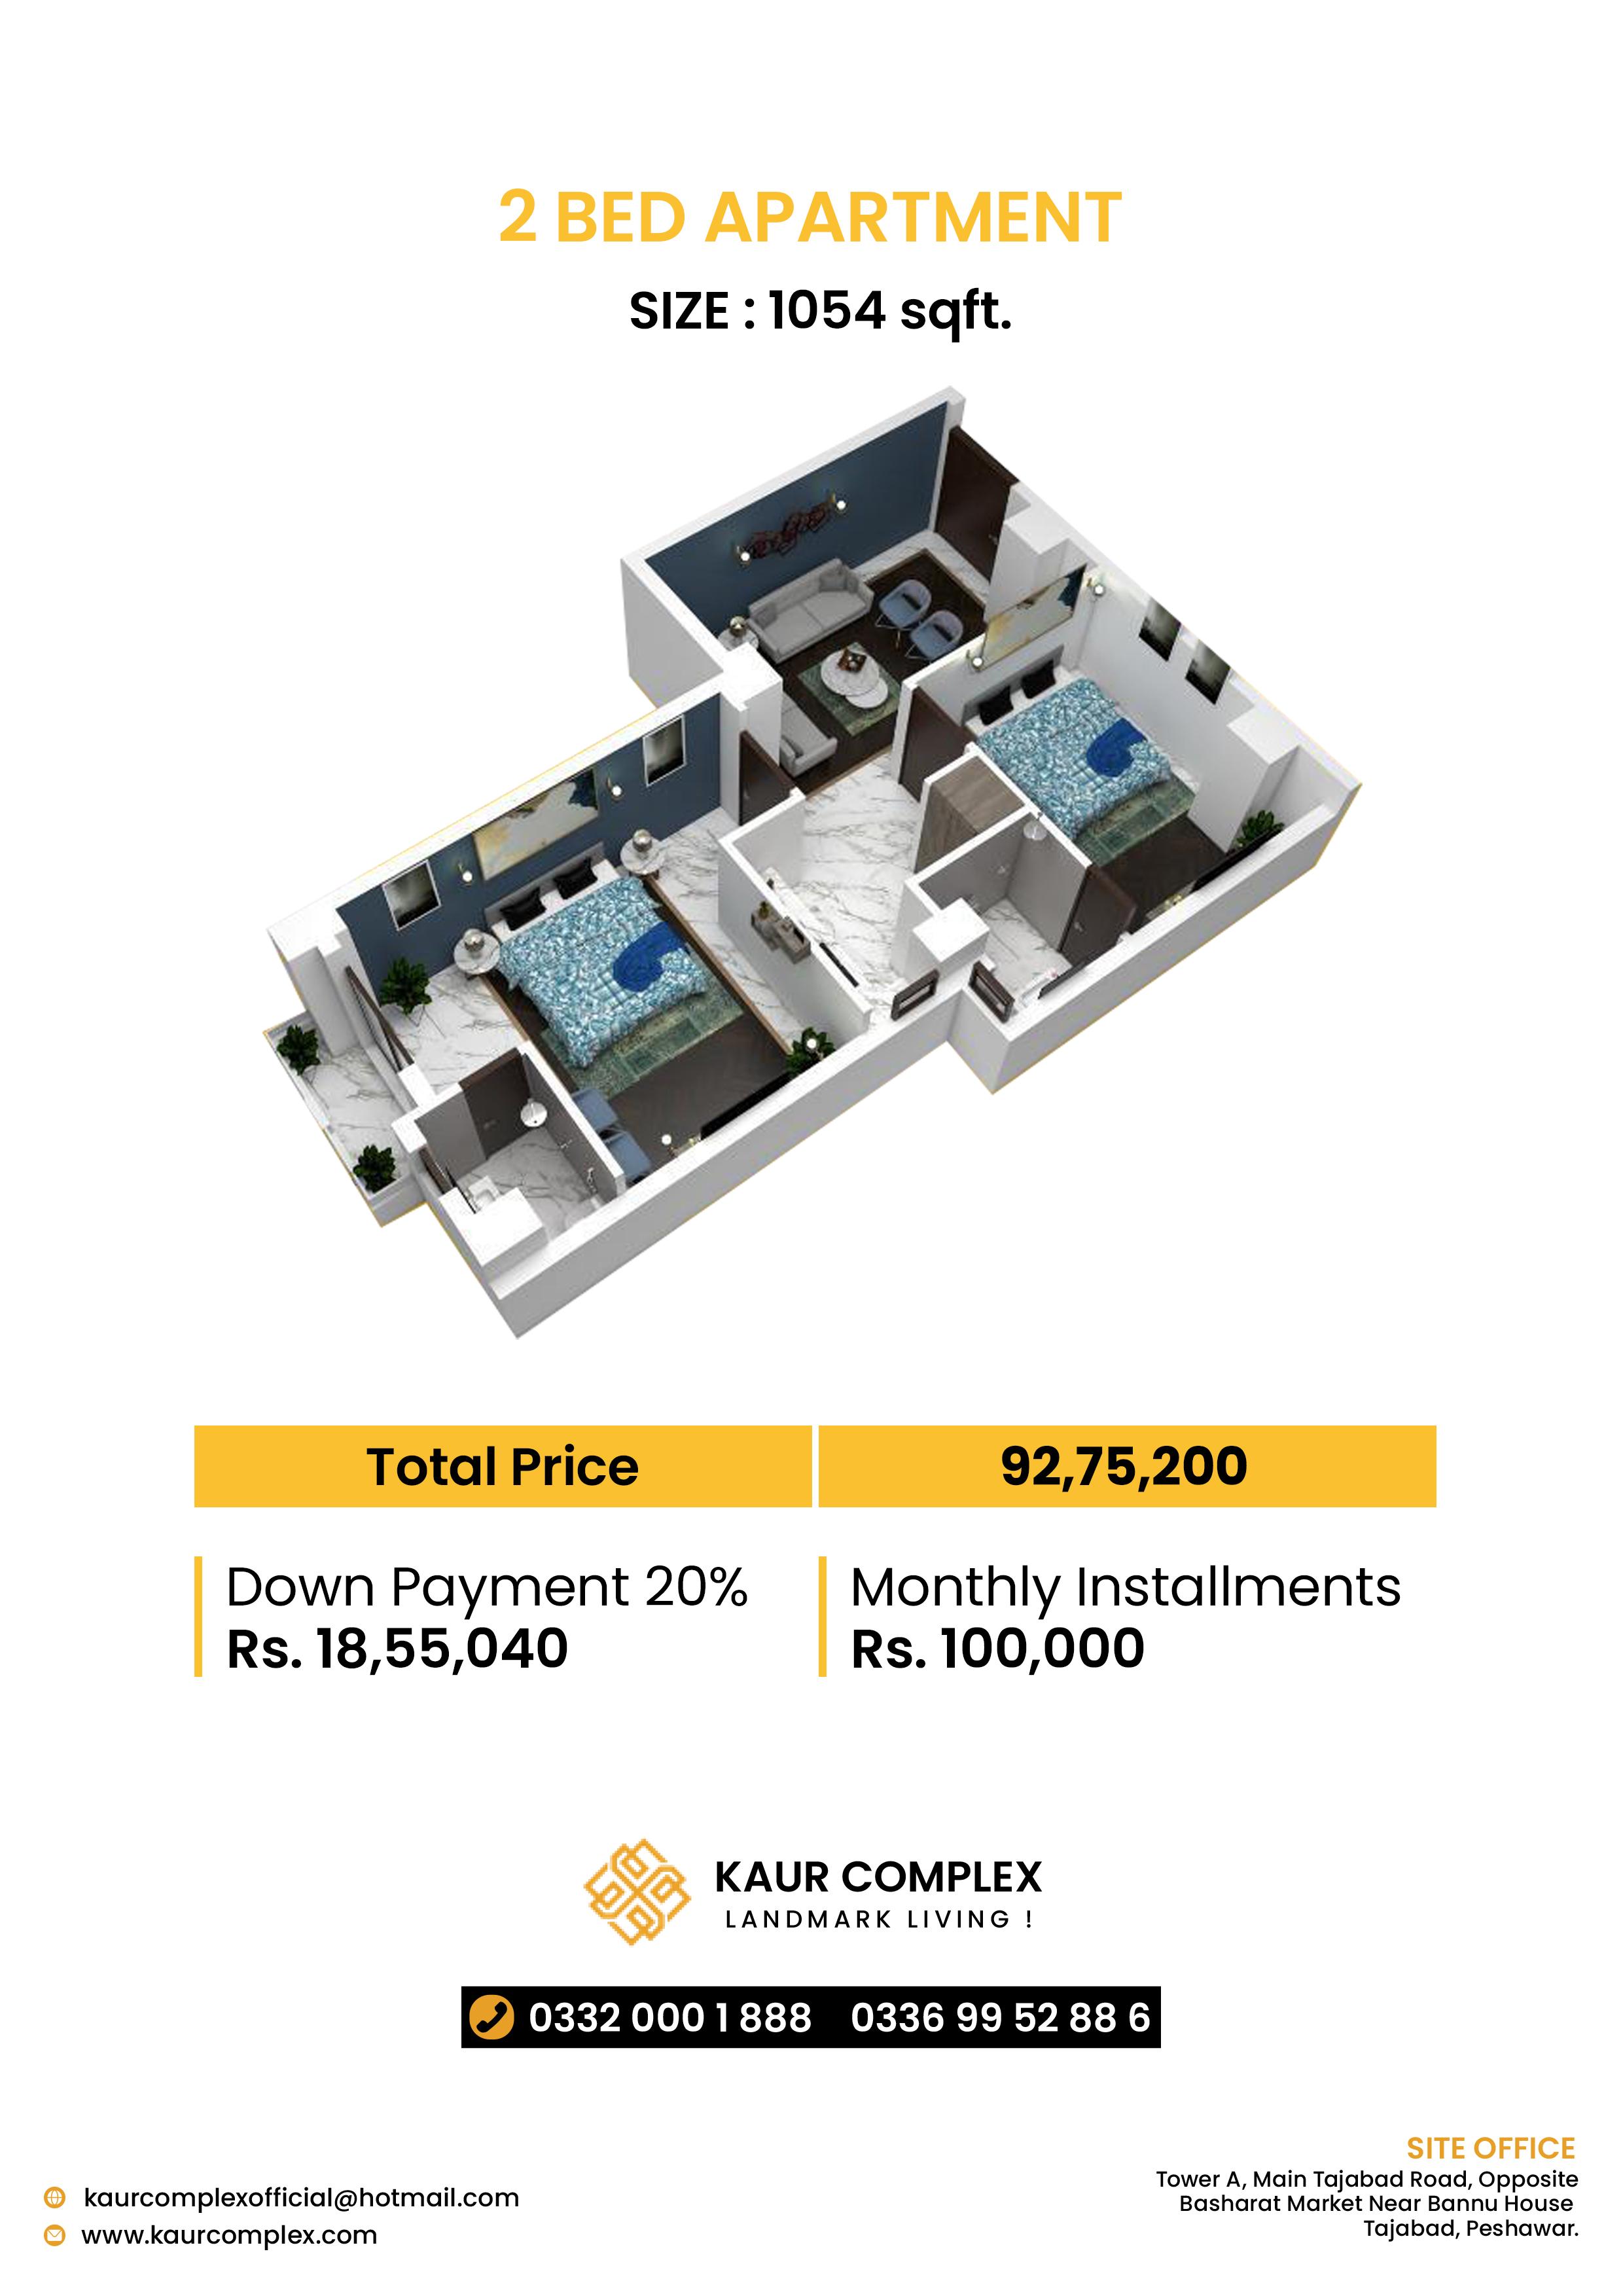 2 BED APARTMENT
SIZE : 1054 sqft.
Total Price
92,75,200
Down Payment 20%
Rs. 18,55,040
Monthly Installments
Rs. 100,000
KAUR COMPLEX
LANDMARK LIVING !
0332 000 1 888 0336 99 52 88 6
SITE OFFICE
Tower A, Main Tajabad Road, Opposite
Basharat Market Near Bannu House
Tajabad, Peshawar.
kaurcomplexofficial@hotmail.com
www.kaurcomplex.com